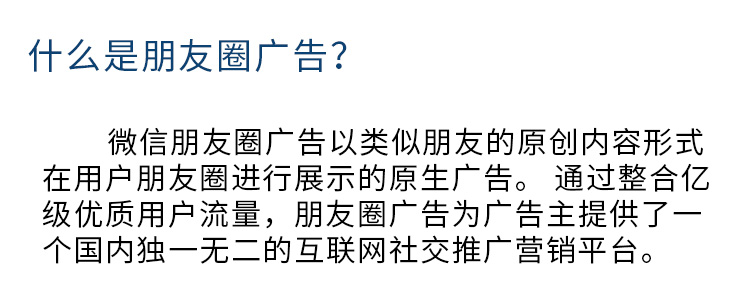 什么是朋友圈广告？
微信朋友圈广告以类似朋友的原创内容形式
在用户朋友圈进行展示的原生广告。 通过整合亿
级优质用户流量，朋友圈广告为广告主提供了一
个国内独一无二的互联网社交推广营销平台。